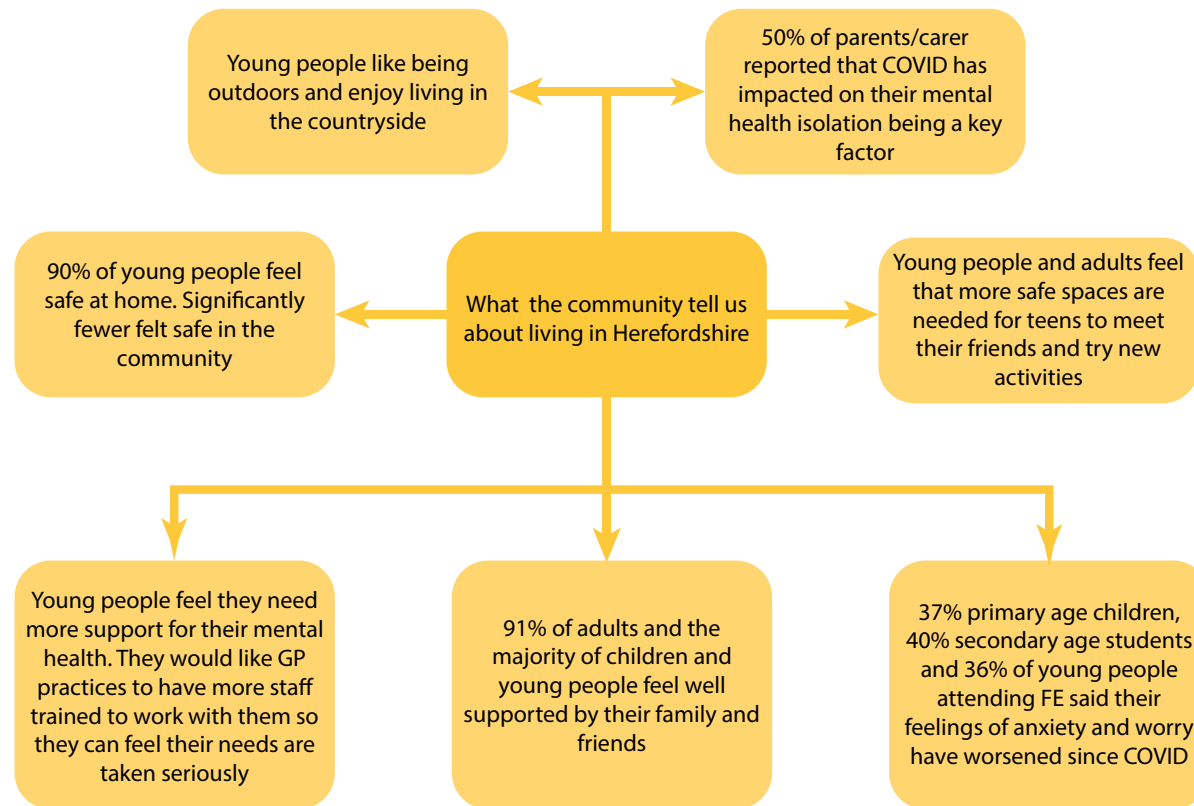 Young people like being
outdoors and enjoy living in
the countryside
50% of parents/carer
reported that COVID has
impacted on their mental
health isolation being a key
factor
90% of young people feel
safe at home. Significantly
fewer felt safe in the
community
What  the community tell us
about living in Herefordshire
Young people and adults feel
that more safe spaces are
needed for teens to meet
their friends and try new
activities
Young people feel they need
more support for their mental
health. They would like GP
practices to have more staff
trained to work with them so
they can feel their needs are
taken seriously
91% of adults and the
majority of children and
young people feel well
supported by their family and
friends
37% primary age children,
40% secondary age students
and 36% of young people
attending FE said their
feelings of anxiety and worry
have worsened since COVID